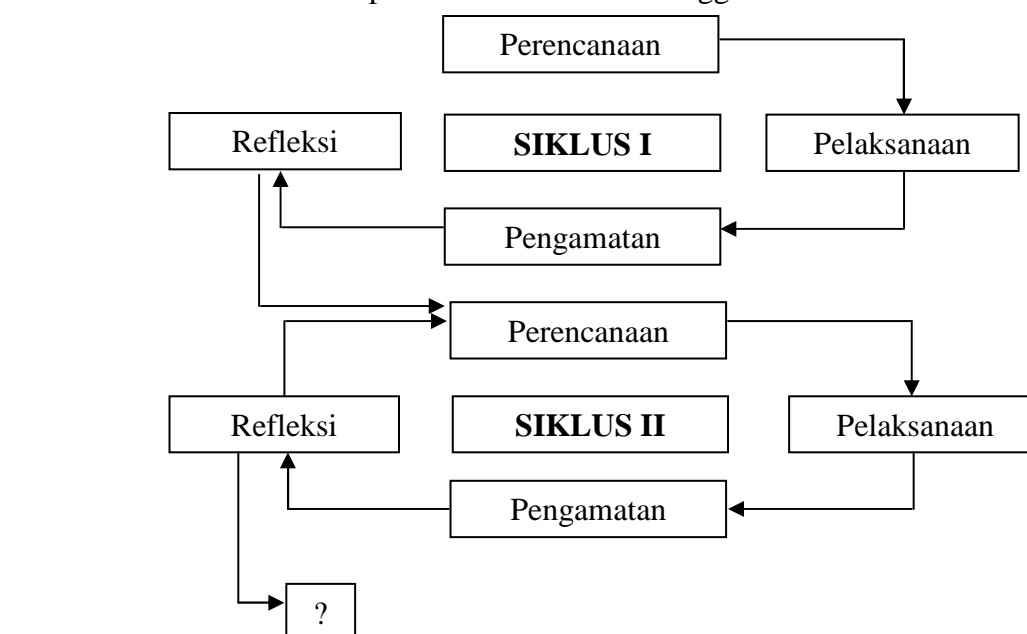 Perencanaan
Refleksi
SIKLUS I
Pelaksanaan
Pengamatan
Perencanaan
Refleksi
SIKLUS II
Pelaksanaan
Pengamatan
?